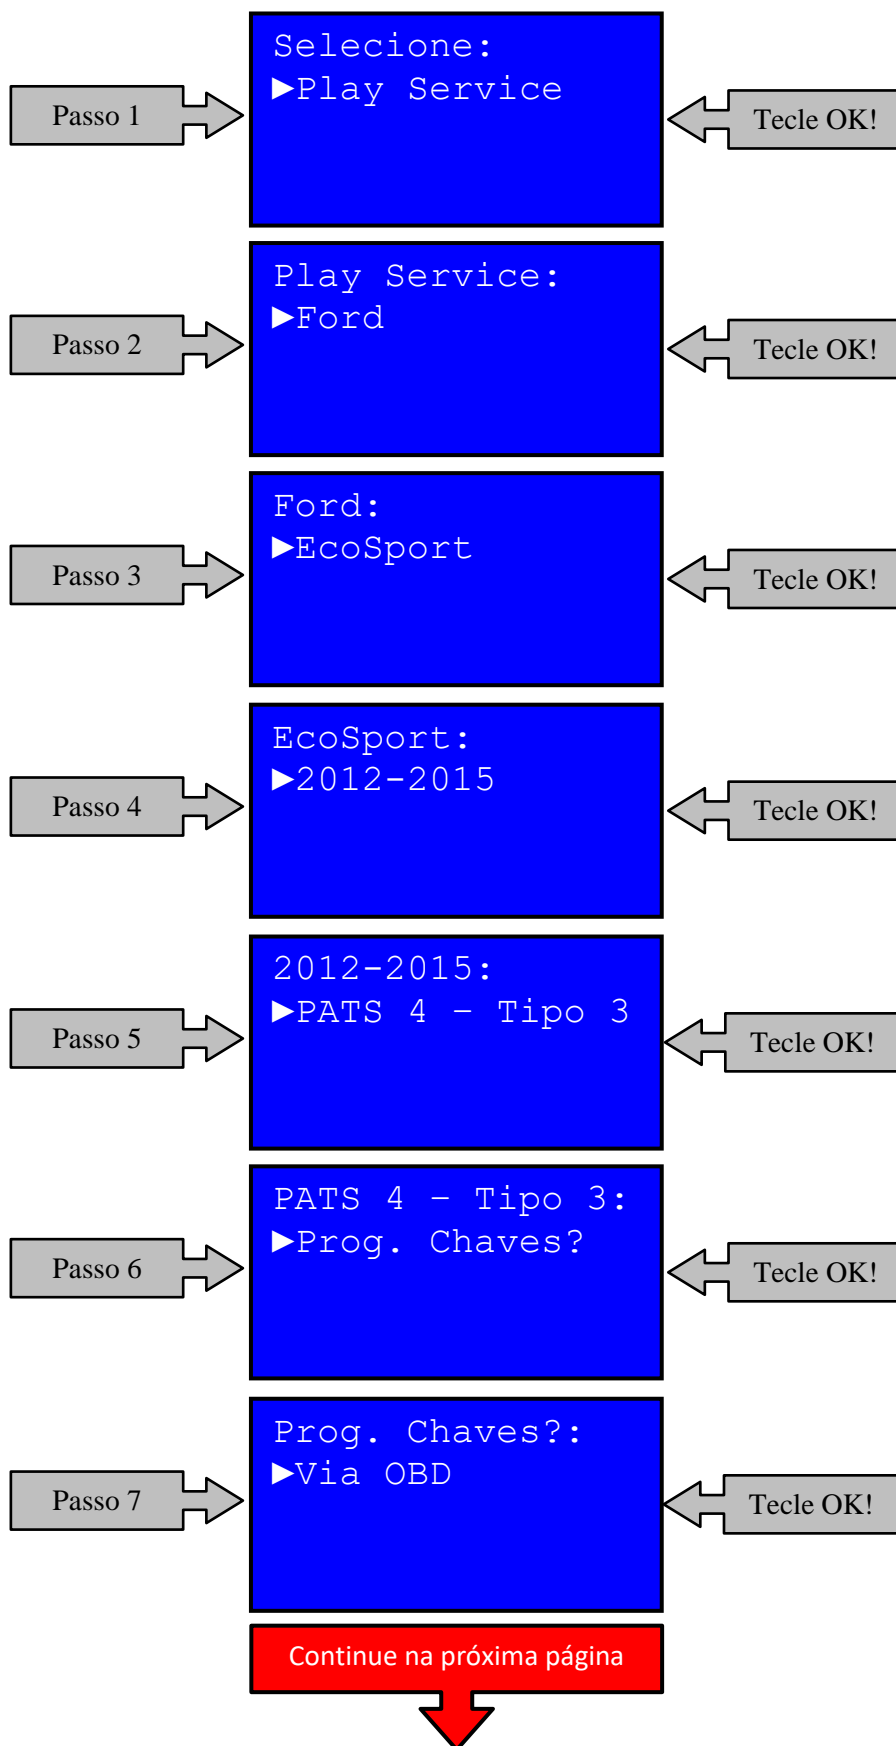 Selecione:
►Play Service
Passo 1
Tecle OK!
Play Service:
►Ford
Passo 2
Tecle OK!
Ford:
►EcoSport
Passo 3
Tecle OK!
EcoSport:
►2012-2015
Passo 4
Tecle OK!
2012-2015:
►PATS 4 – Tipo 3
Passo 5
Tecle OK!
PATS 4 – Tipo 3:
►Prog. Chaves?
Passo 6
Tecle OK!
Prog. Chaves?:
►Via OBD
Passo 7
Tecle OK!
Continue na próxima página